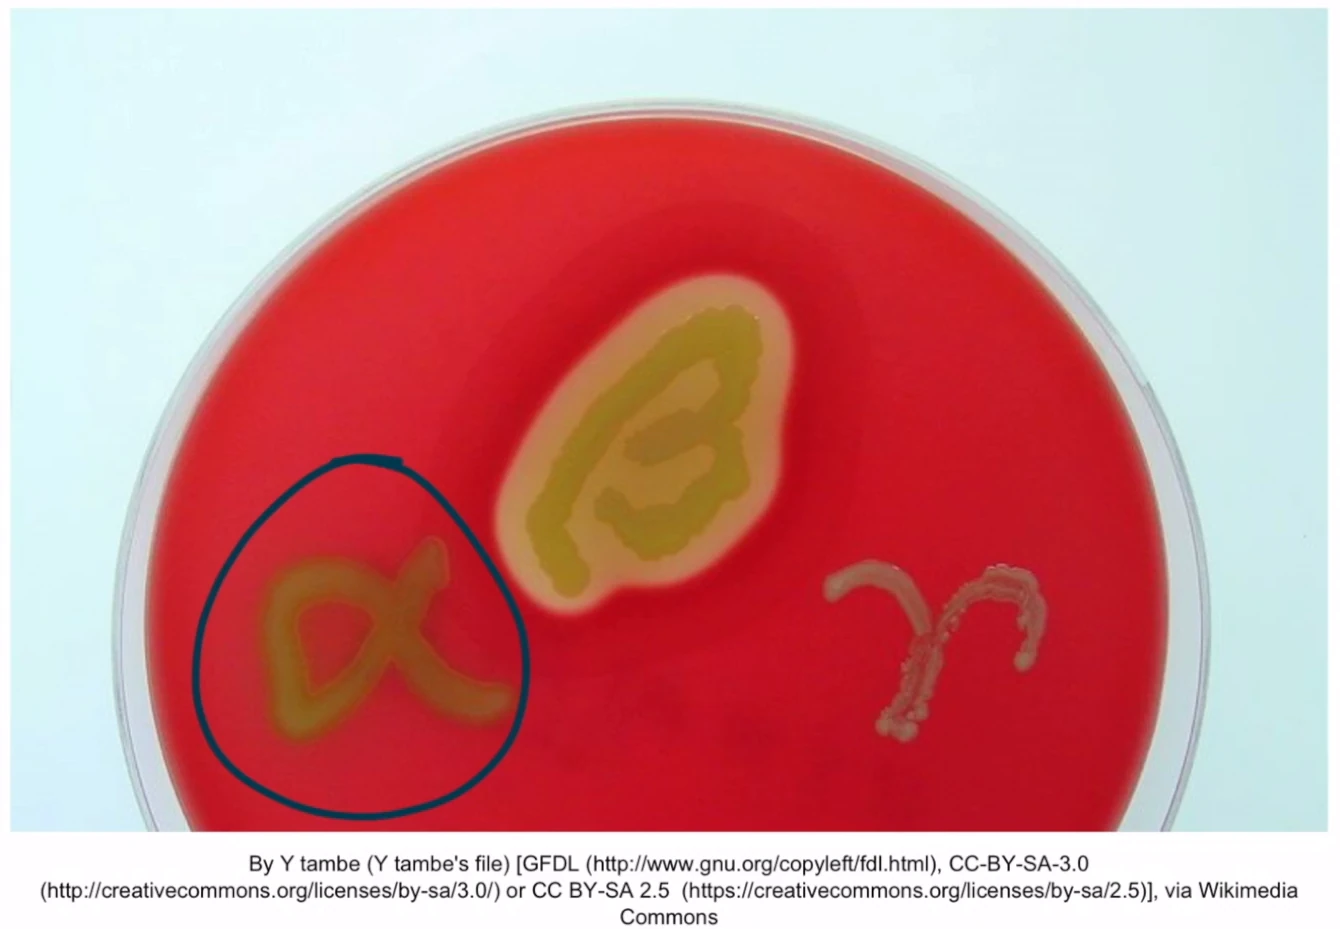 β
α
γ
By Y tambe (Y tambe's file) [GFDL (http://www.gnu.org/copyleft/fdl.html), CC-BY-SA-3.0
(http://creativecommons.org/licenses/by-sa/3.0/) or CC BY-SA 2.5 (https://creativecommons.org/licenses/by-sa/2.5)], via Wikimedia
Commons